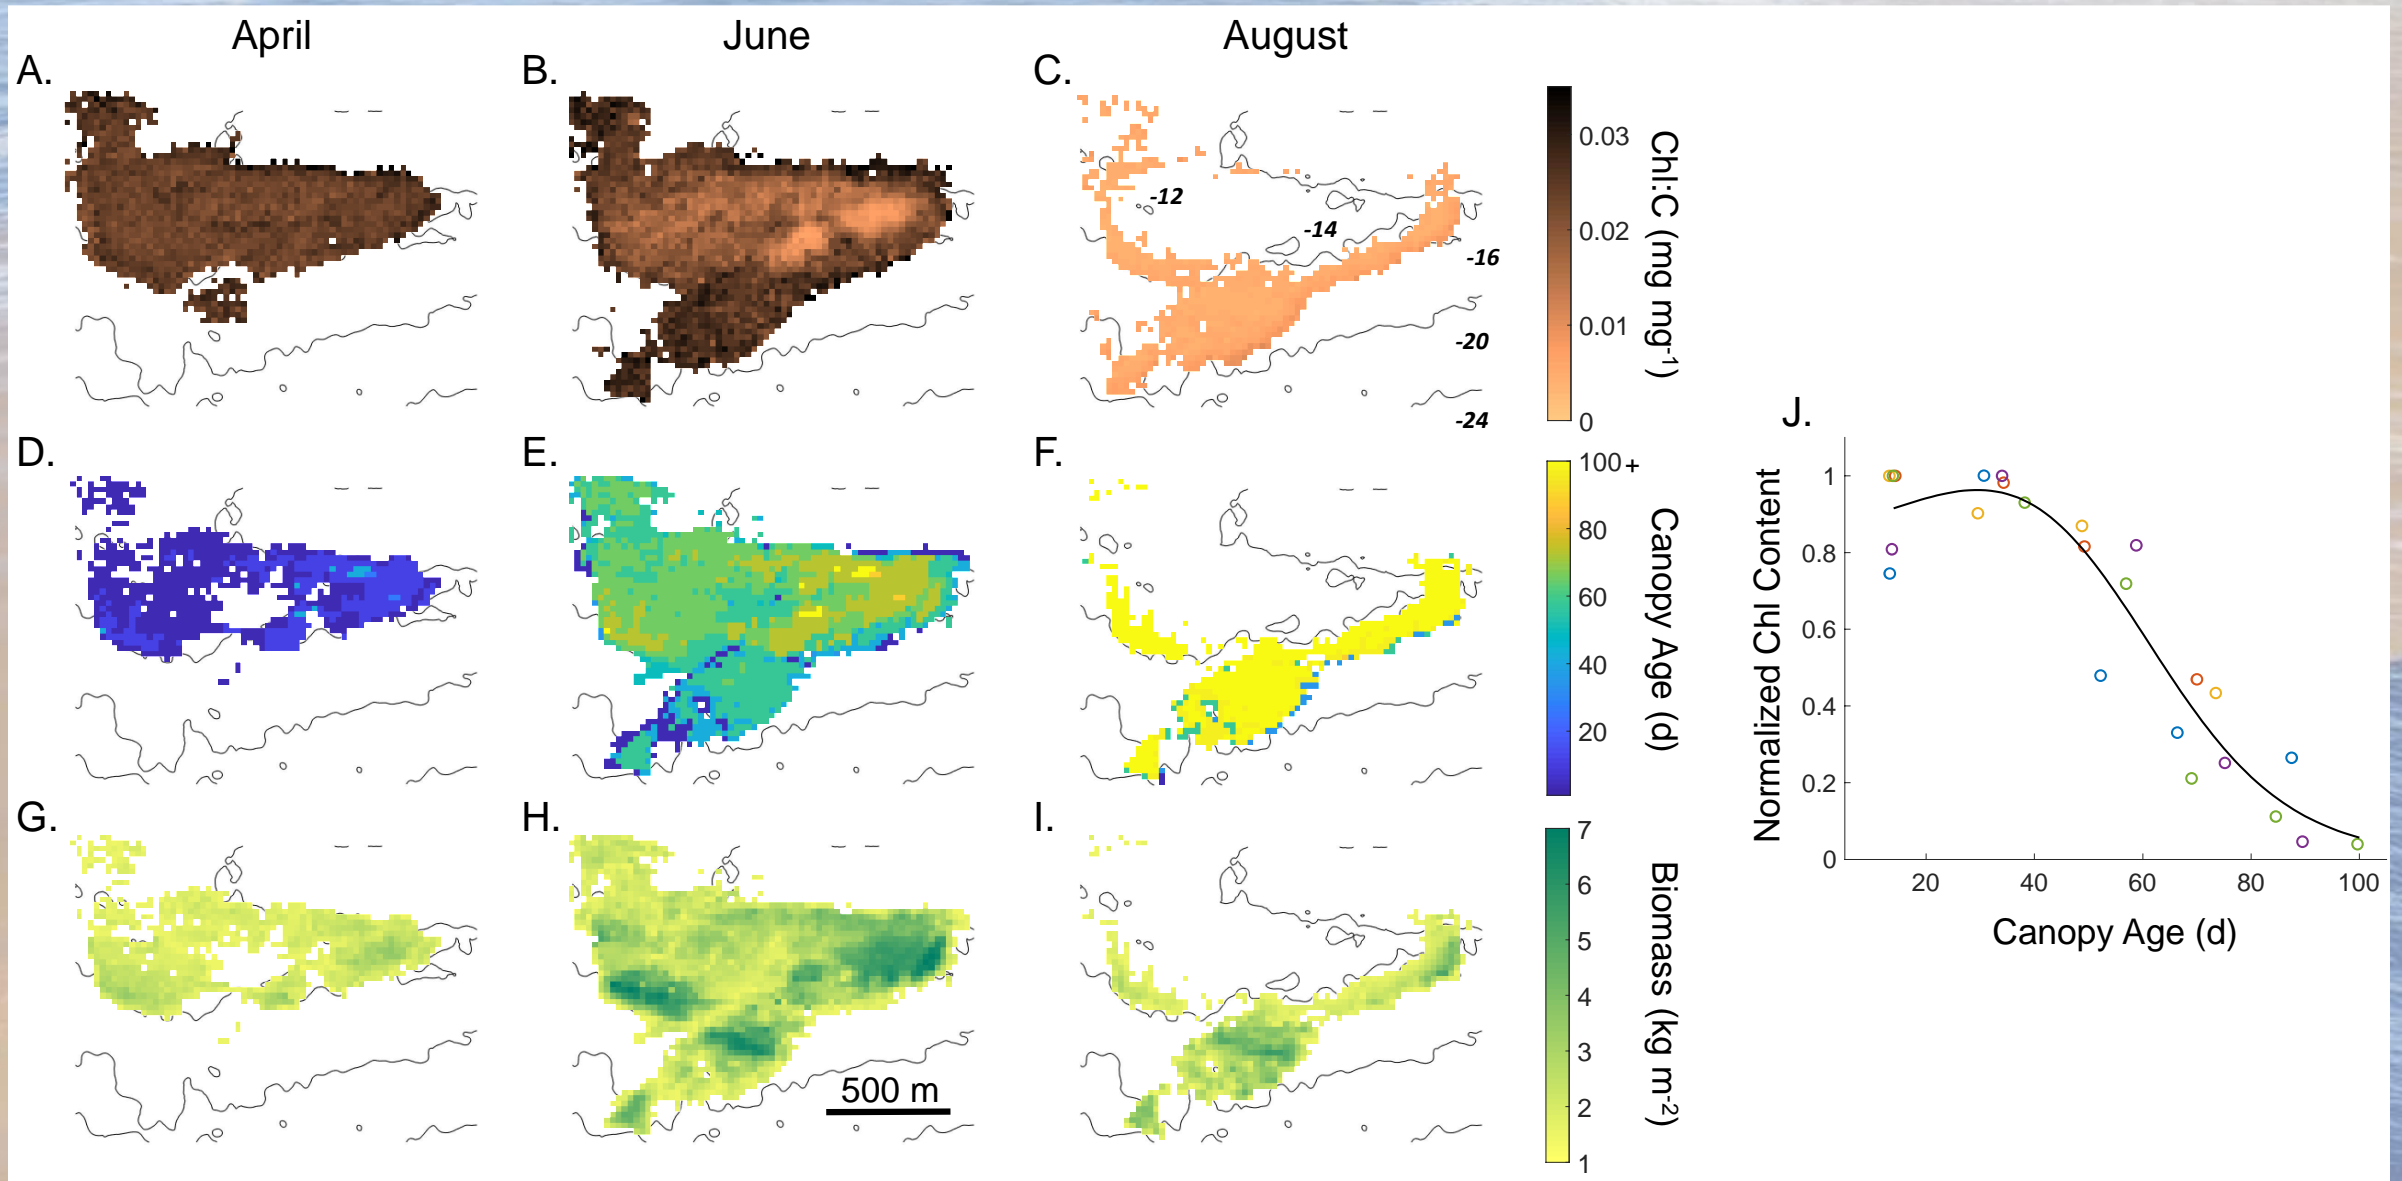 April
June
August
A.
B.
C.
-12
-14
-16
-20
-24
0.03
0.02
0.01
0
Chl:C (mg mg-1)
D.
E.
F.
100+
80
60
40
20
Canopy Age (d)
G.
H.
I.
500 m
7
6
5
4
3
2
1
Biomass (kg m-2)
J.
1
0.8
0.6
0.4
0.2
0
Normalized Chl Content
20
40
60
80
100
Canopy Age (d)